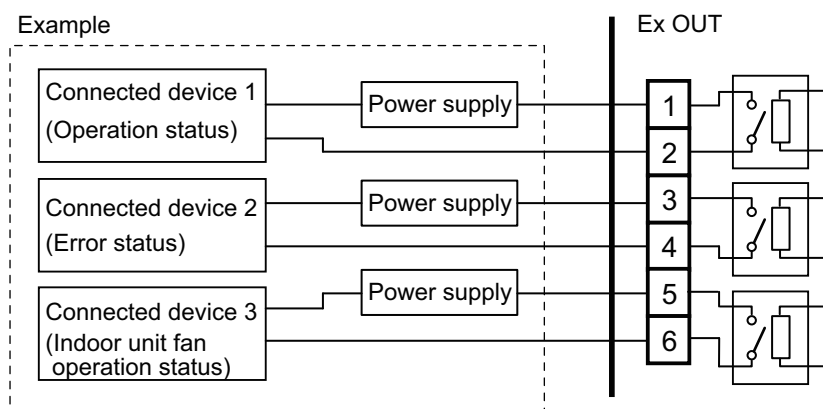 Example
Ex OUT
Connected device 1
(Operation status)
Power supply
1
2
Connected device 2
(Error status)
Power supply
3
4
Connected device 3
(Indoor unit fan
operation status)
Power supply
5
6